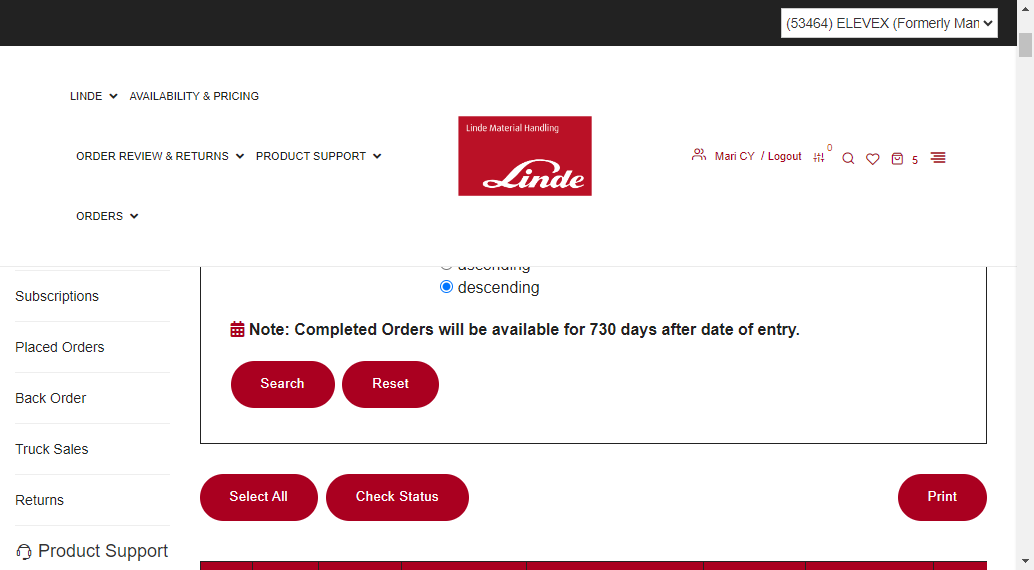 (53464) ELEVEX (Formerly Man
LINDE AVAILABILITY & PRICING
ORDER REVIEW & RETURNS PRODUCT SUPPORT
ORDERS
Linde Material Handling
Linde
Mari CY / Logout 0 5
ascending
descending
Subscriptions
Placed Orders
Back Order
Truck Sales
Returns
Product Support
Note: Completed Orders will be available for 730 days after date of entry.
Search Reset
Select All Check Status Print